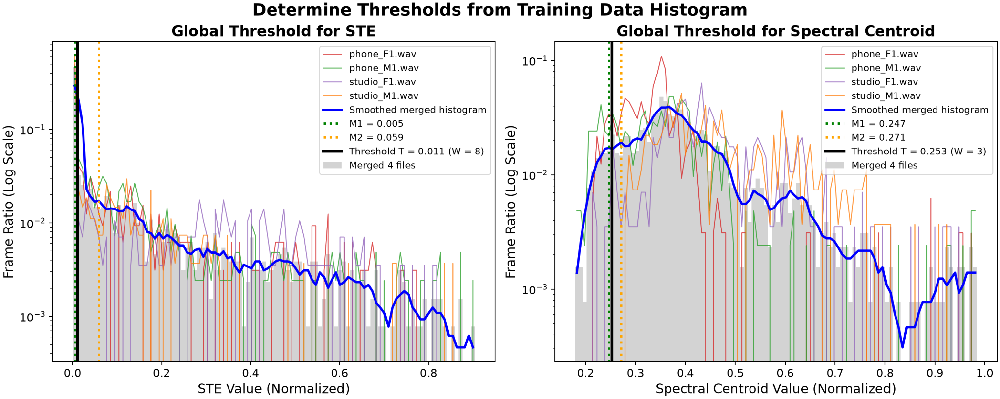 Determine Thresholds from Training Data Histogram
Global Threshold for STE
Frame Ratio (Log Scale)
10⁻¹
10⁻²
10⁻³
phone_F1.wav
phone_M1.wav
studio_F1.wav
studio_M1.wav
Smoothed merged histogram
M1 = 0.005
M2 = 0.059
Threshold T = 0.011 (W = 8)
Merged 4 files
0.0 0.2 0.4 0.6 0.8
STE Value (Normalized)
Global Threshold for Spectral Centroid
Frame Ratio (Log Scale)
10⁻¹
10⁻²
10⁻³
phone_F1.wav
phone_M1.wav
studio_F1.wav
studio_M1.wav
Smoothed merged histogram
M1 = 0.247
M2 = 0.271
Threshold T = 0.253 (W = 3)
Merged 4 files
0.2 0.3 0.4 0.5 0.6 0.7 0.8 0.9 1.0
Spectral Centroid Value (Normalized)